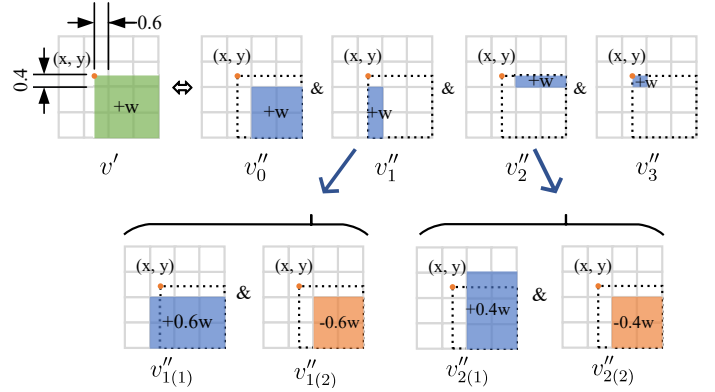 0.6
(x, y) (x, y) (x, y) (x, y) (x, y)
0.4
+w ⇔ +w & +w & +w & +w
v′ v″₀ v″₁ v″₂ v″₃
(x, y) (x, y) (x, y) (x, y)
+0.6w & -0.6w +0.4w & -0.4w
v″₁₍₁₎ v″₁₍₂₎ v″₂₍₁₎ v″₂₍₂₎